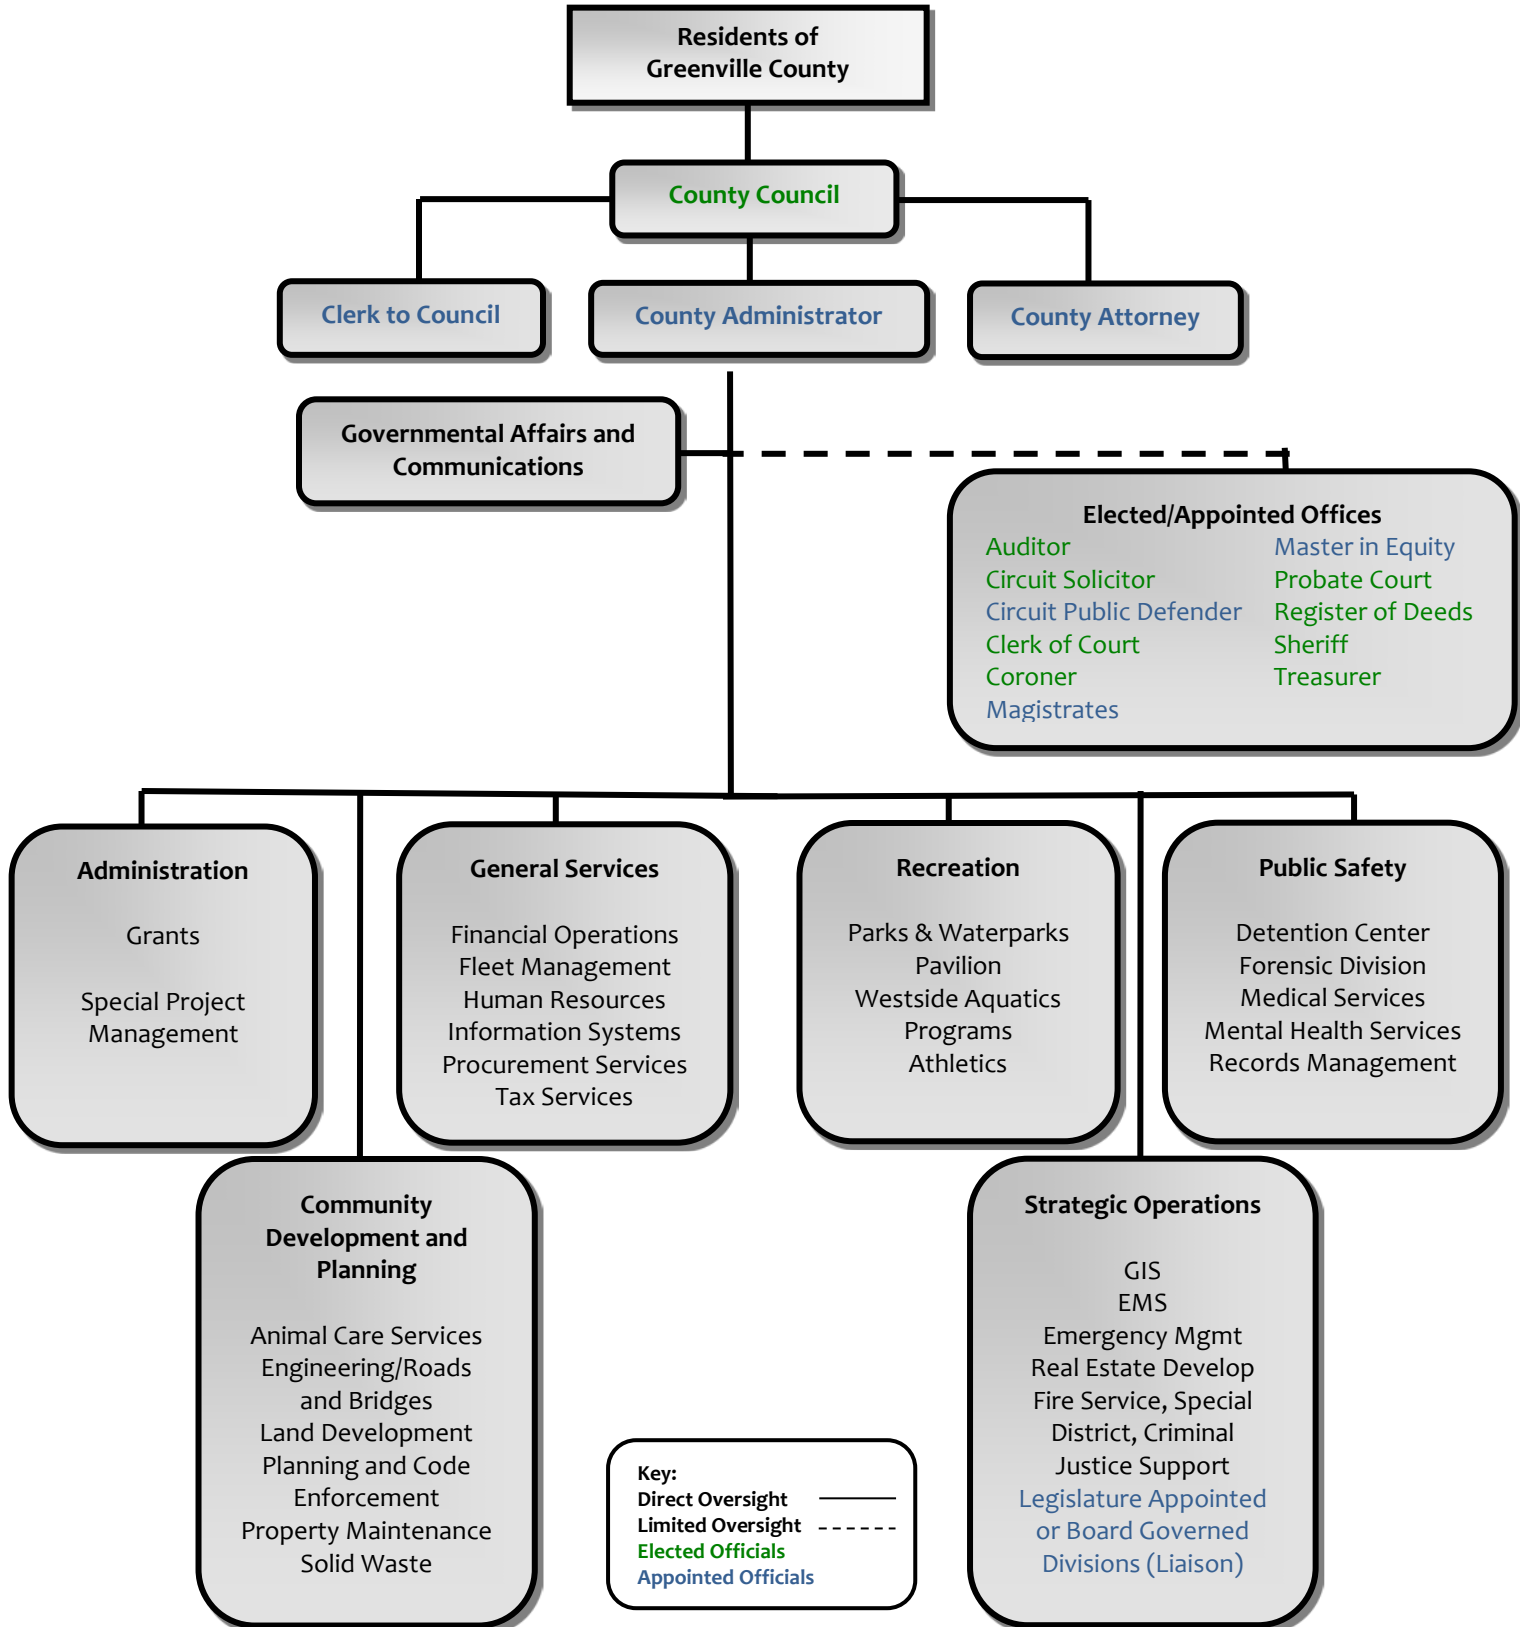 Residents of
Greenville County
County Council
Clerk to Council
County Administrator
County Attorney
Governmental Affairs and
Communications
Elected/Appointed Offices
Auditor
Circuit Solicitor
Circuit Public Defender
Clerk of Court
Coroner
Magistrates
Master in Equity
Probate Court
Register of Deeds
Sheriff
Treasurer
Administration
Grants
Special Project
Management
General Services
Financial Operations
Fleet Management
Human Resources
Information Systems
Procurement Services
Tax Services
Recreation
Parks & Waterparks
Pavilion
Westside Aquatics
Programs
Athletics
Public Safety
Detention Center
Forensic Division
Medical Services
Mental Health Services
Records Management
Community
Development and
Planning
Animal Care Services
Engineering/Roads
and Bridges
Land Development
Planning and Code
Enforcement
Property Maintenance
Solid Waste
Strategic Operations
GIS
EMS
Emergency Mgmt
Real Estate Develop
Fire Service, Special
District, Criminal
Justice Support
Legislature Appointed
or Board Governed
Divisions (Liaison)
Key:
Direct Oversight
Limited Oversight
Elected Officials
Appointed Officials